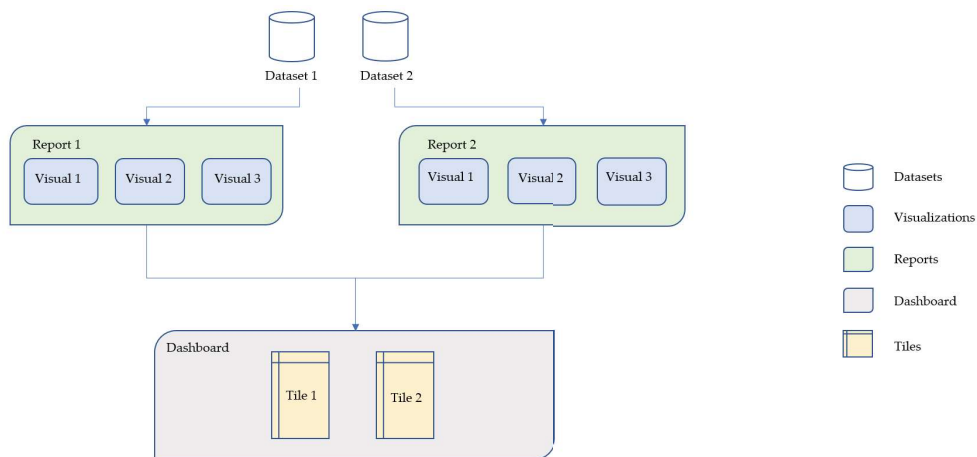 Dataset 1
Dataset 2
Report 1
Visual 1
Visual 2
Visual 3
Report 2
Visual 1
Visual 2
Visual 3
Dashboard
Tile 1
Tile 2
Datasets
Visualizations
Reports
Dashboard
Tiles